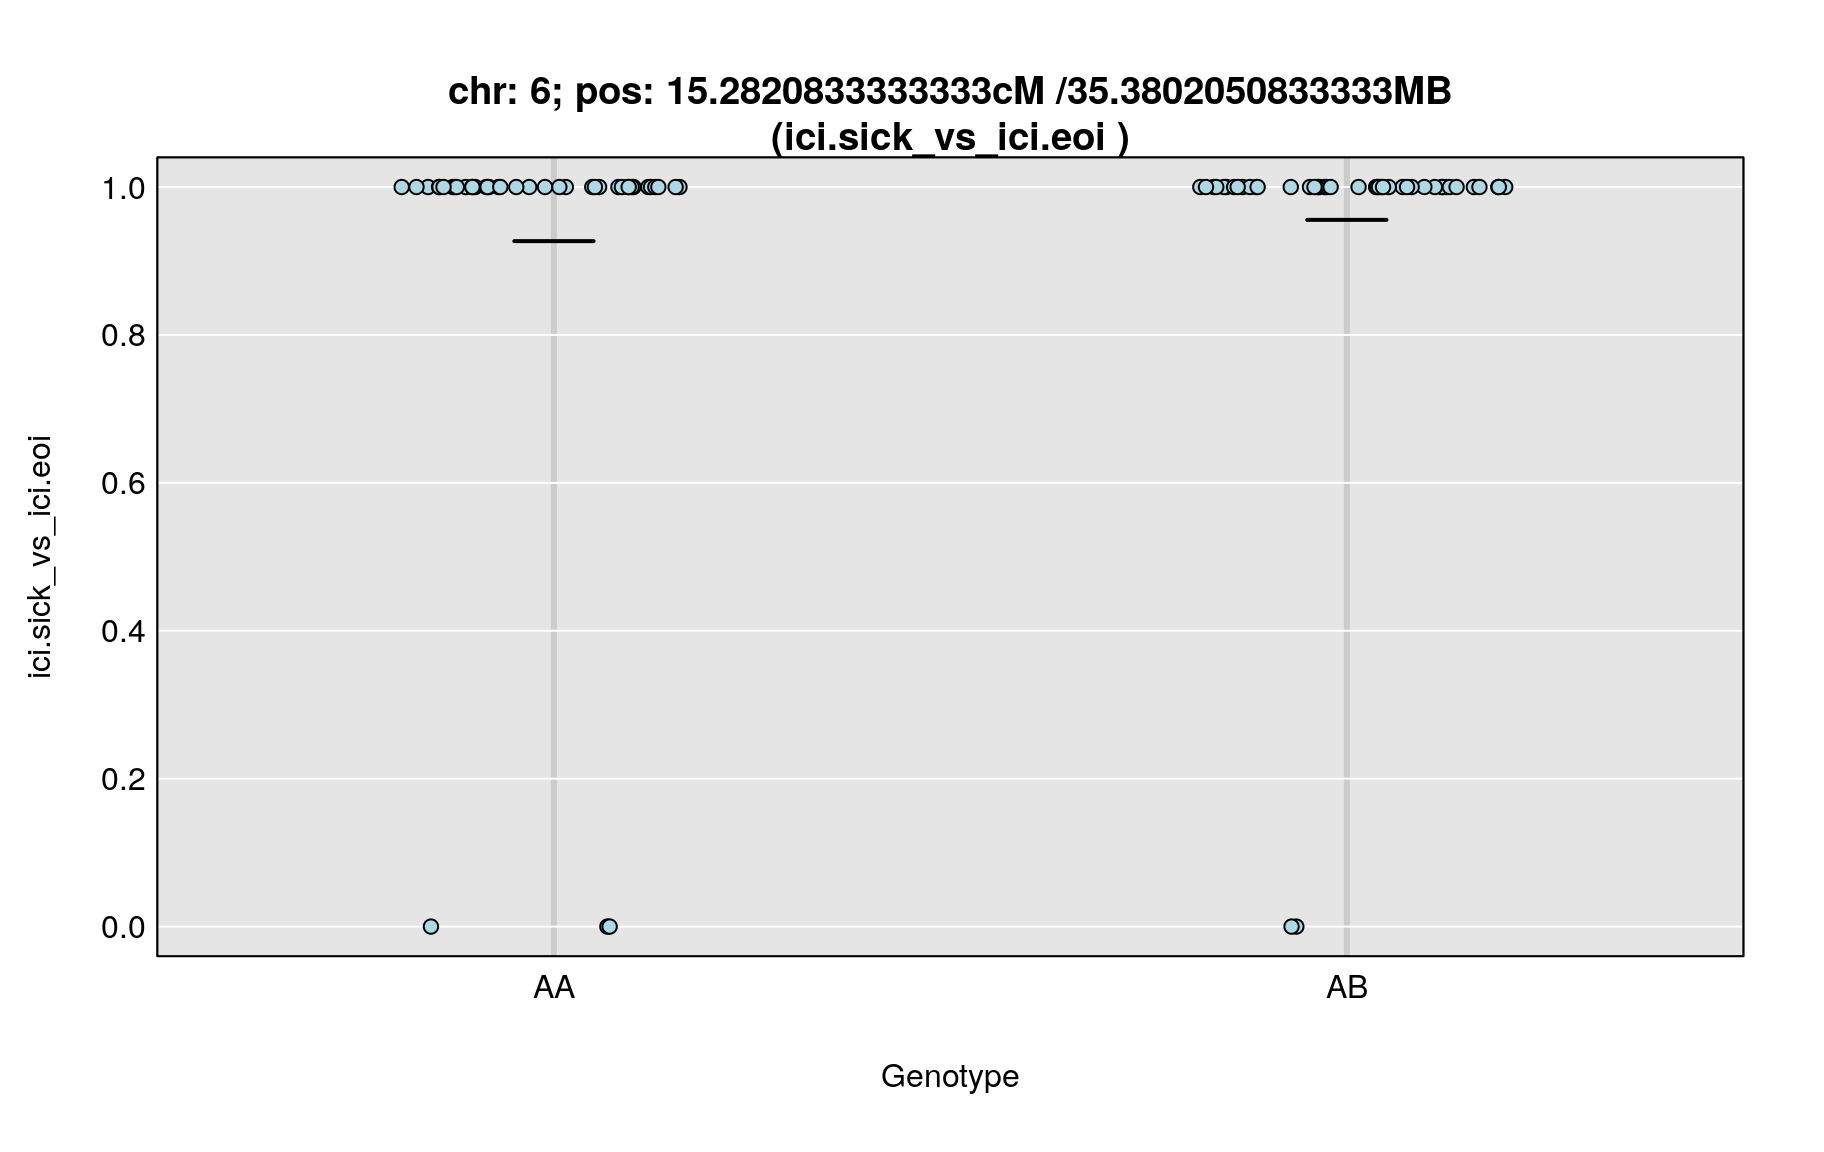 chr: 6; pos: 15.2820833333333cM /35.3802050833333MB
(ici.sick_vs_ici.eoi )
ici.sick_vs_ici.eoi
1.0
0.8
0.6
0.4
0.2
0.0
AA AB
Genotype